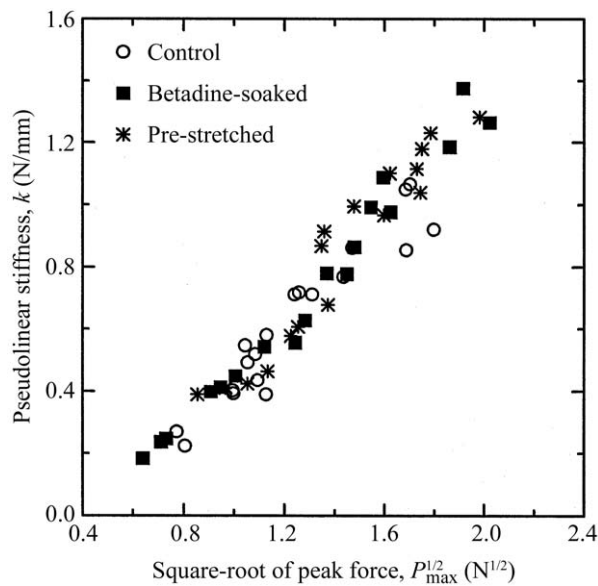 1.6
Control
Betadine-soaked
Pre-stretched
1.2
0.8
0.4
0.0
Pseudolinear stiffness, k (N/mm)
0.4 0.8 1.2 1.6 2.0 2.4
Square-root of peak force, P_max^1/2 (N^1/2)